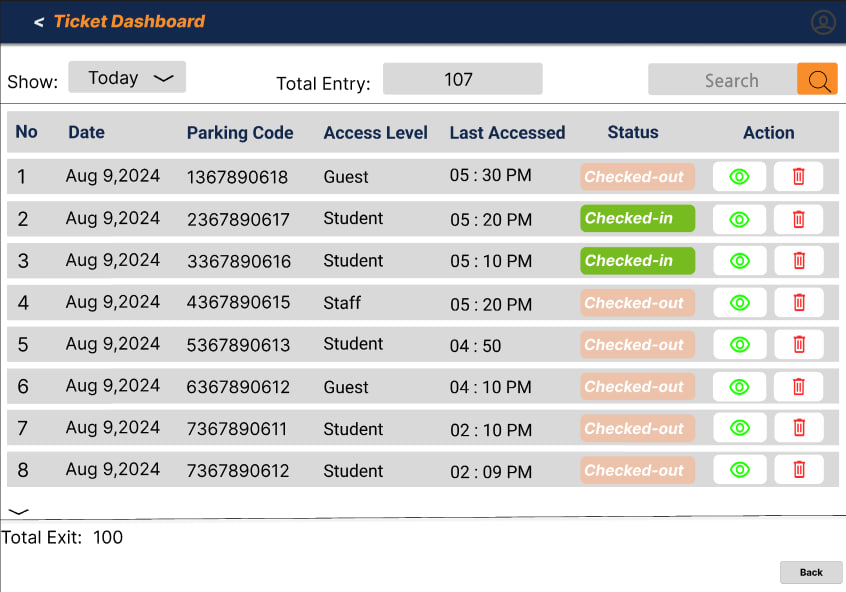 < Ticket Dashboard
Show: Today Total Entry: 107 Search
No Date Parking Code Access Level Last Accessed Status Action
1 Aug 9,2024 1367890618 Guest 05 : 30 PM Checked-out
2 Aug 9,2024 2367890617 Student 05 : 20 PM Checked-in
3 Aug 9,2024 3367890616 Student 05 : 10 PM Checked-in
4 Aug 9,2024 4367890615 Staff 05 : 20 PM Checked-out
5 Aug 9,2024 5367890613 Student 04 : 50 Checked-out
6 Aug 9,2024 6367890612 Guest 04 : 10 PM Checked-out
7 Aug 9,2024 7367890611 Student 02 : 10 PM Checked-out
8 Aug 9,2024 7367890612 Student 02 : 09 PM Checked-out
Total Exit: 100
Back